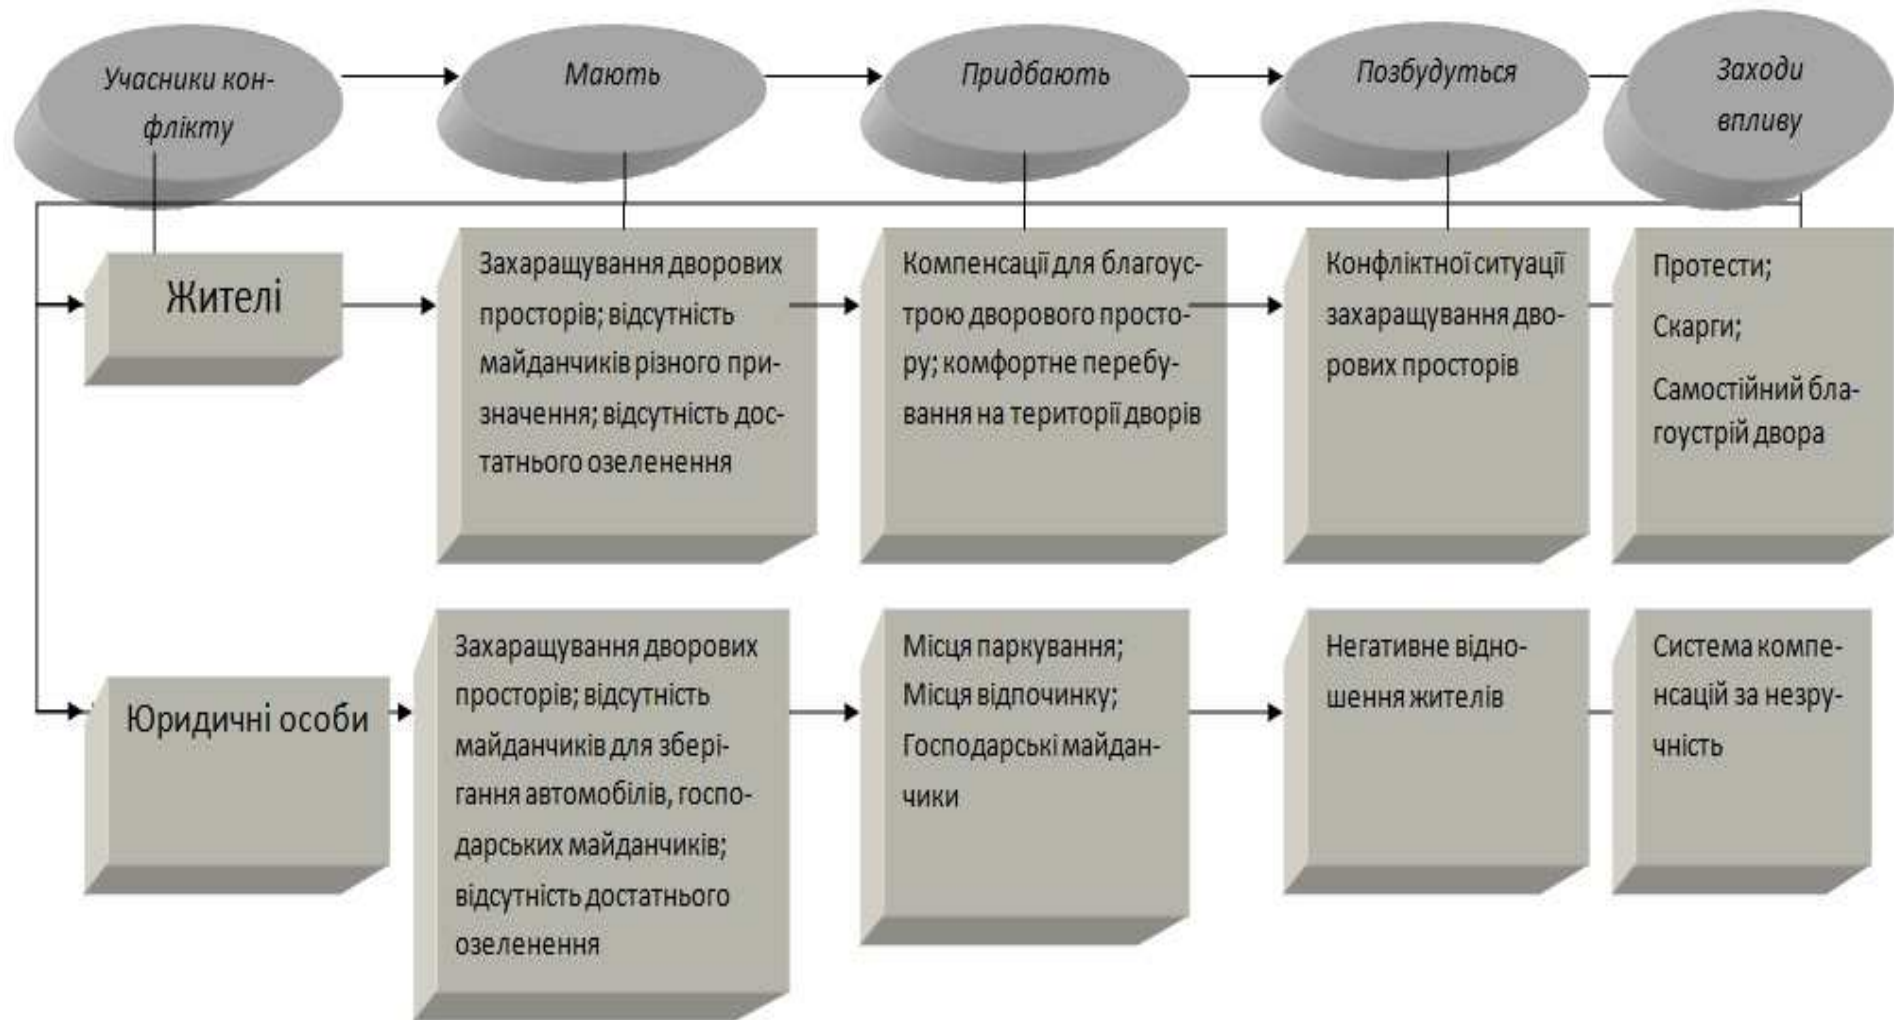 Учасники кон-
флікту
Мають
Придбають
Позбудуться
Заходи
впливу
Жителі
Захаращування дворових
просторів; відсутність
майданчиків різного при-
значення; відсутність дос-
татнього озеленення
Компенсації для благоус-
трою дворового просто-
ру; комфортне перебу-
вання на території дворів
Конфліктної ситуації
захаращування дво-
рових просторів
Протести;
Скарги;
Самостійний бла-
гоустрій двора
Юридичні особи
Захаращування дворових
просторів; відсутність
майданчиків для збері-
гання автомобілів, госпо-
дарських майданчиків;
відсутність достатнього
озеленення
Місця паркування;
Місця відпочинку;
Господарські майдан-
чики
Негативне відно-
шення жителів
Система компе-
нсацій за незру-
чність